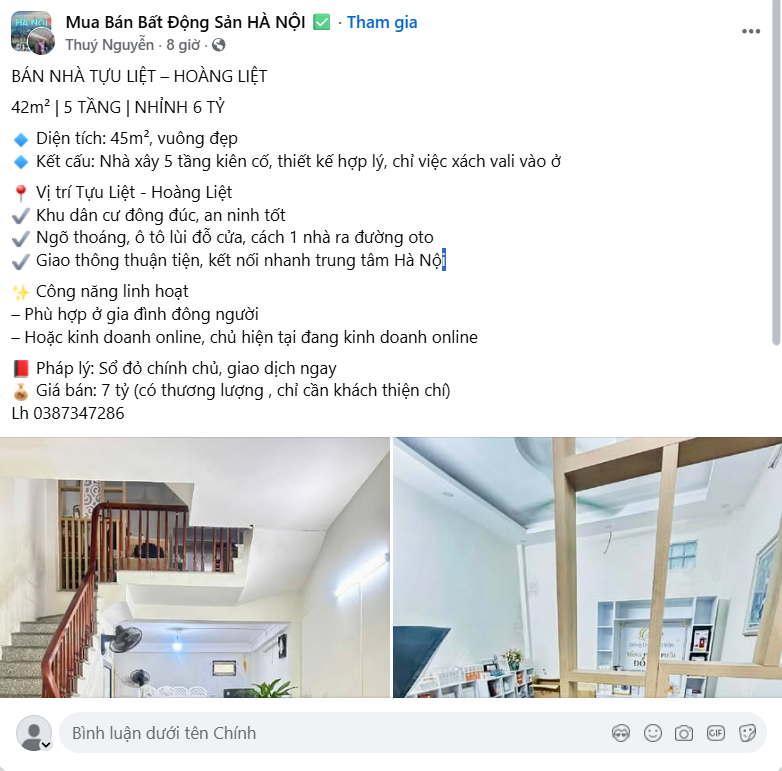 Mua Bán Bất Động Sản HÀ NỘI ✅ · Tham gia
Thuý Nguyễn · 8 giờ ·
BÁN NHÀ TỰU LIỆT – HOÀNG LIỆT
42m² | 5 TẦNG | NHỈNH 6 TỶ
🔹 Diện tích: 45m², vuông đẹp
🔹 Kết cấu: Nhà xây 5 tầng kiên cố, thiết kế hợp lý, chỉ việc xách vali vào ở
📍 Vị trí Tựu Liệt - Hoàng Liệt
✔️ Khu dân cư đông đúc, an ninh tốt
✔️ Ngõ thoáng, ô tô lùi đỗ cửa, cách 1 nhà ra đường oto
✔️ Giao thông thuận tiện, kết nối nhanh trung tâm Hà Nội
✨ Công năng linh hoạt
– Phù hợp ở gia đình đông người
– Hoặc kinh doanh online, chủ hiện tại đang kinh doanh online
📕 Pháp lý: Sổ đỏ chính chủ, giao dịch ngay
💰 Giá bán: 7 tỷ (có thương lượng , chỉ cần khách thiện chí)
Lh 0387347286
Bình luận dưới tên Chính
GIF